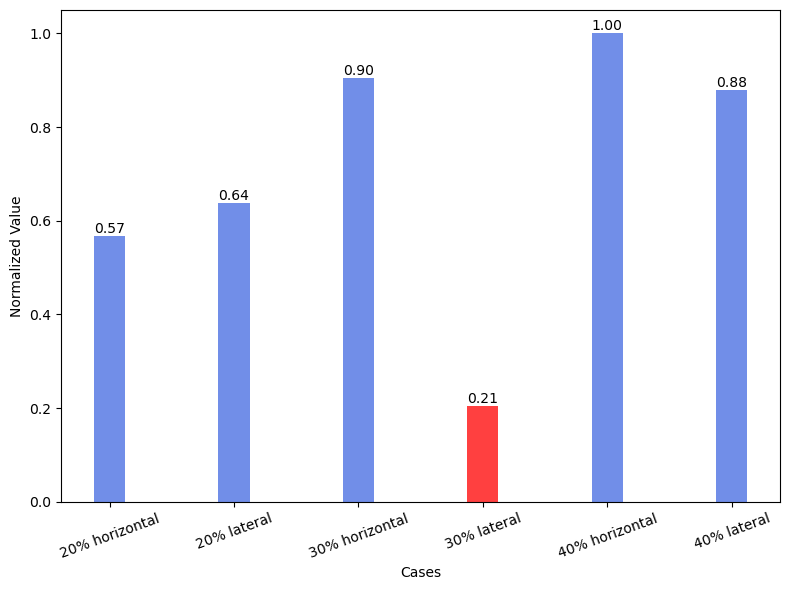 1.00
1.0
0.90
0.88
0.8
0.64
0.6
0.57
0.4
0.21
0.2
0.0
Normalized Value
20% horizontal
20% lateral
30% horizontal
30% lateral
40% horizontal
40% lateral
Cases